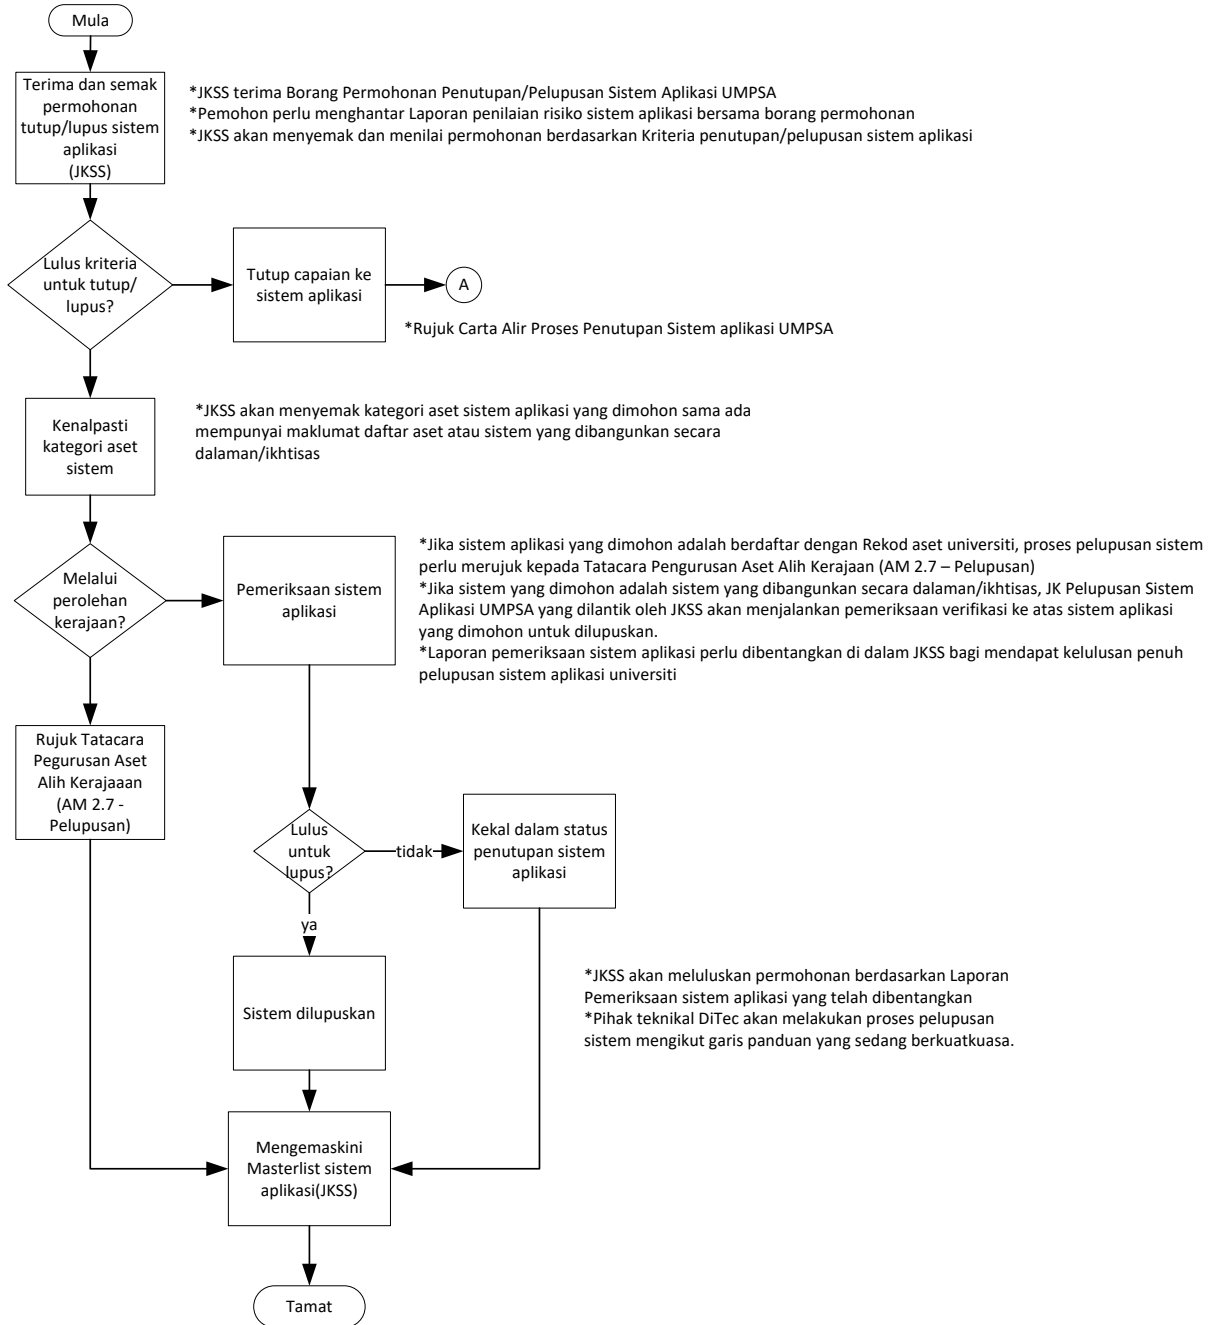 Mula
Terima dan semak
permohonan
tutup/lupus sistem
aplikasi
(JKSS)
*JKSS terima Borang Permohonan Penutupan/Pelupusan Sistem Aplikasi UMPSA
*Pemohon perlu menghantar Laporan penilaian risiko sistem aplikasi bersama borang permohonan
*JKSS akan menyemak dan menilai permohonan berdasarkan Kriteria penutupan/pelupusan sistem aplikasi
Lulus kriteria
untuk tutup/
lupus?
Tutup capaian ke
sistem aplikasi
A
*Rujuk Carta Alir Proses Penutupan Sistem aplikasi UMPSA
Kenalpasti
kategori aset
sistem
*JKSS akan menyemak kategori aset sistem aplikasi yang dimohon sama ada
mempunyai maklumat daftar aset atau sistem yang dibangunkan secara
dalaman/ikhtisas
Melalui
perolehan
kerajaan?
Pemeriksaan sistem
aplikasi
*Jika sistem aplikasi yang dimohon adalah berdaftar dengan Rekod aset universiti, proses pelupusan sistem
perlu merujuk kepada Tatacara Pengurusan Aset Alih Kerajaan (AM 2.7 – Pelupusan)
*Jika sistem yang dimohon adalah sistem yang dibangunkan secara dalaman/ikhtisas, JK Pelupusan Sistem
Aplikasi UMPSA yang dilantik oleh JKSS akan menjalankan pemeriksaan verifikasi ke atas sistem aplikasi
yang dimohon untuk dilupuskan.
*Laporan pemeriksaan sistem aplikasi perlu dibentangkan di dalam JKSS bagi mendapat kelulusan penuh
pelupusan sistem aplikasi universiti
Rujuk Tatacara
Pegurusan Aset
Alih Kerajaaan
(AM 2.7 -
Pelupusan)
Lulus
untuk
lupus?
tidak
Kekal dalam status
penutupan sistem
aplikasi
ya
Sistem dilupuskan
*JKSS akan meluluskan permohonan berdasarkan Laporan
Pemeriksaan sistem aplikasi yang telah dibentangkan
*Pihak teknikal DiTec akan melakukan proses pelupusan
sistem mengikut garis panduan yang sedang berkuatkuasa.
Mengemaskini
Masterlist sistem
aplikasi(JKSS)
Tamat